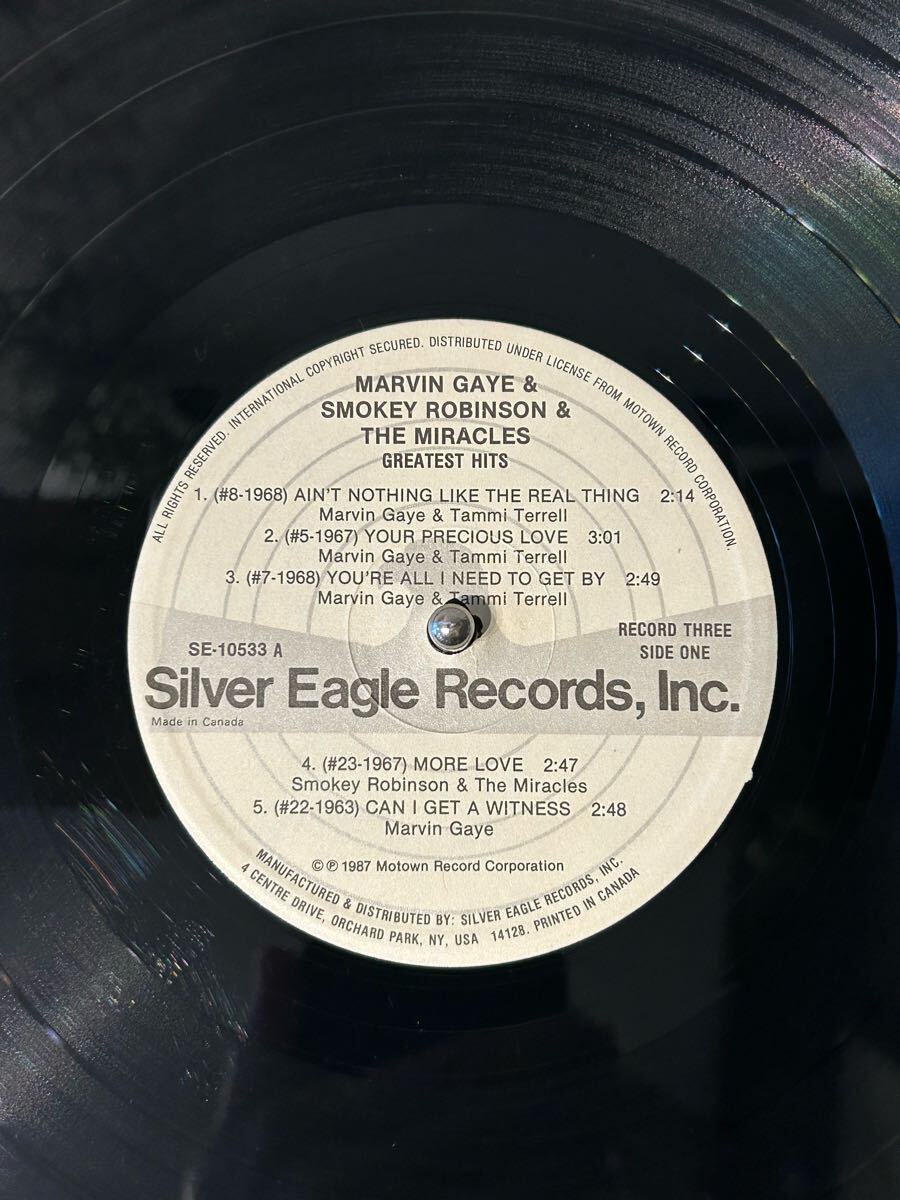 ALL RIGHTS RESERVED. INTERNATIONAL COPYRIGHT SECURED. DISTRIBUTED UNDER LICENSE FROM MOTOWN RECORD CORPORATION.
MARVIN GAYE &
SMOKEY ROBINSON &
THE MIRACLES
GREATEST HITS
1. (#8-1968) AIN'T NOTHING LIKE THE REAL THING 2:14
Marvin Gaye & Tammi Terrell
2. (#5-1967) YOUR PRECIOUS LOVE 3:01
Marvin Gaye & Tammi Terrell
3. (#7-1968) YOU'RE ALL I NEED TO GET BY 2:49
Marvin Gaye & Tammi Terrell
SE-10533 A
RECORD THREE
SIDE ONE
Silver Eagle Records, Inc.
Made in Canada
4. (#23-1967) MORE LOVE 2:47
Smokey Robinson & The Miracles
5. (#22-1963) CAN I GET A WITNESS 2:48
Marvin Gaye
© ℗ 1987 Motown Record Corporation
MANUFACTURED & DISTRIBUTED BY: SILVER EAGLE RECORDS, INC.
4 CENTRE DRIVE, ORCHARD PARK, NY, USA 14128. PRINTED IN CANADA